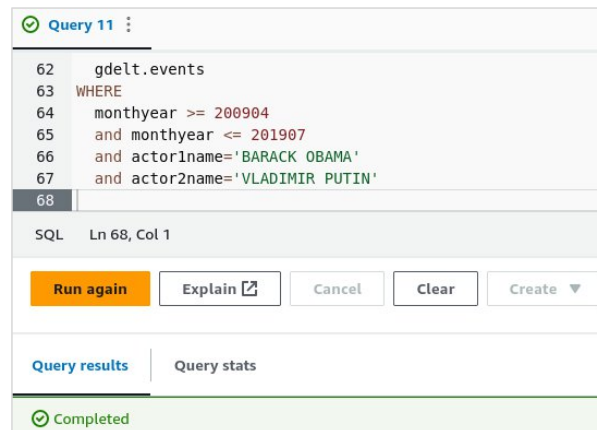 Query 11
62 gdelt.events
63 WHERE
64 monthyear >= 200904
65 and monthyear <= 201907
66 and actor1name='BARACK OBAMA'
67 and actor2name='VLADIMIR PUTIN'
68
SQL Ln 68, Col 1
Run again Explain Cancel Clear Create
Query results Query stats
Completed